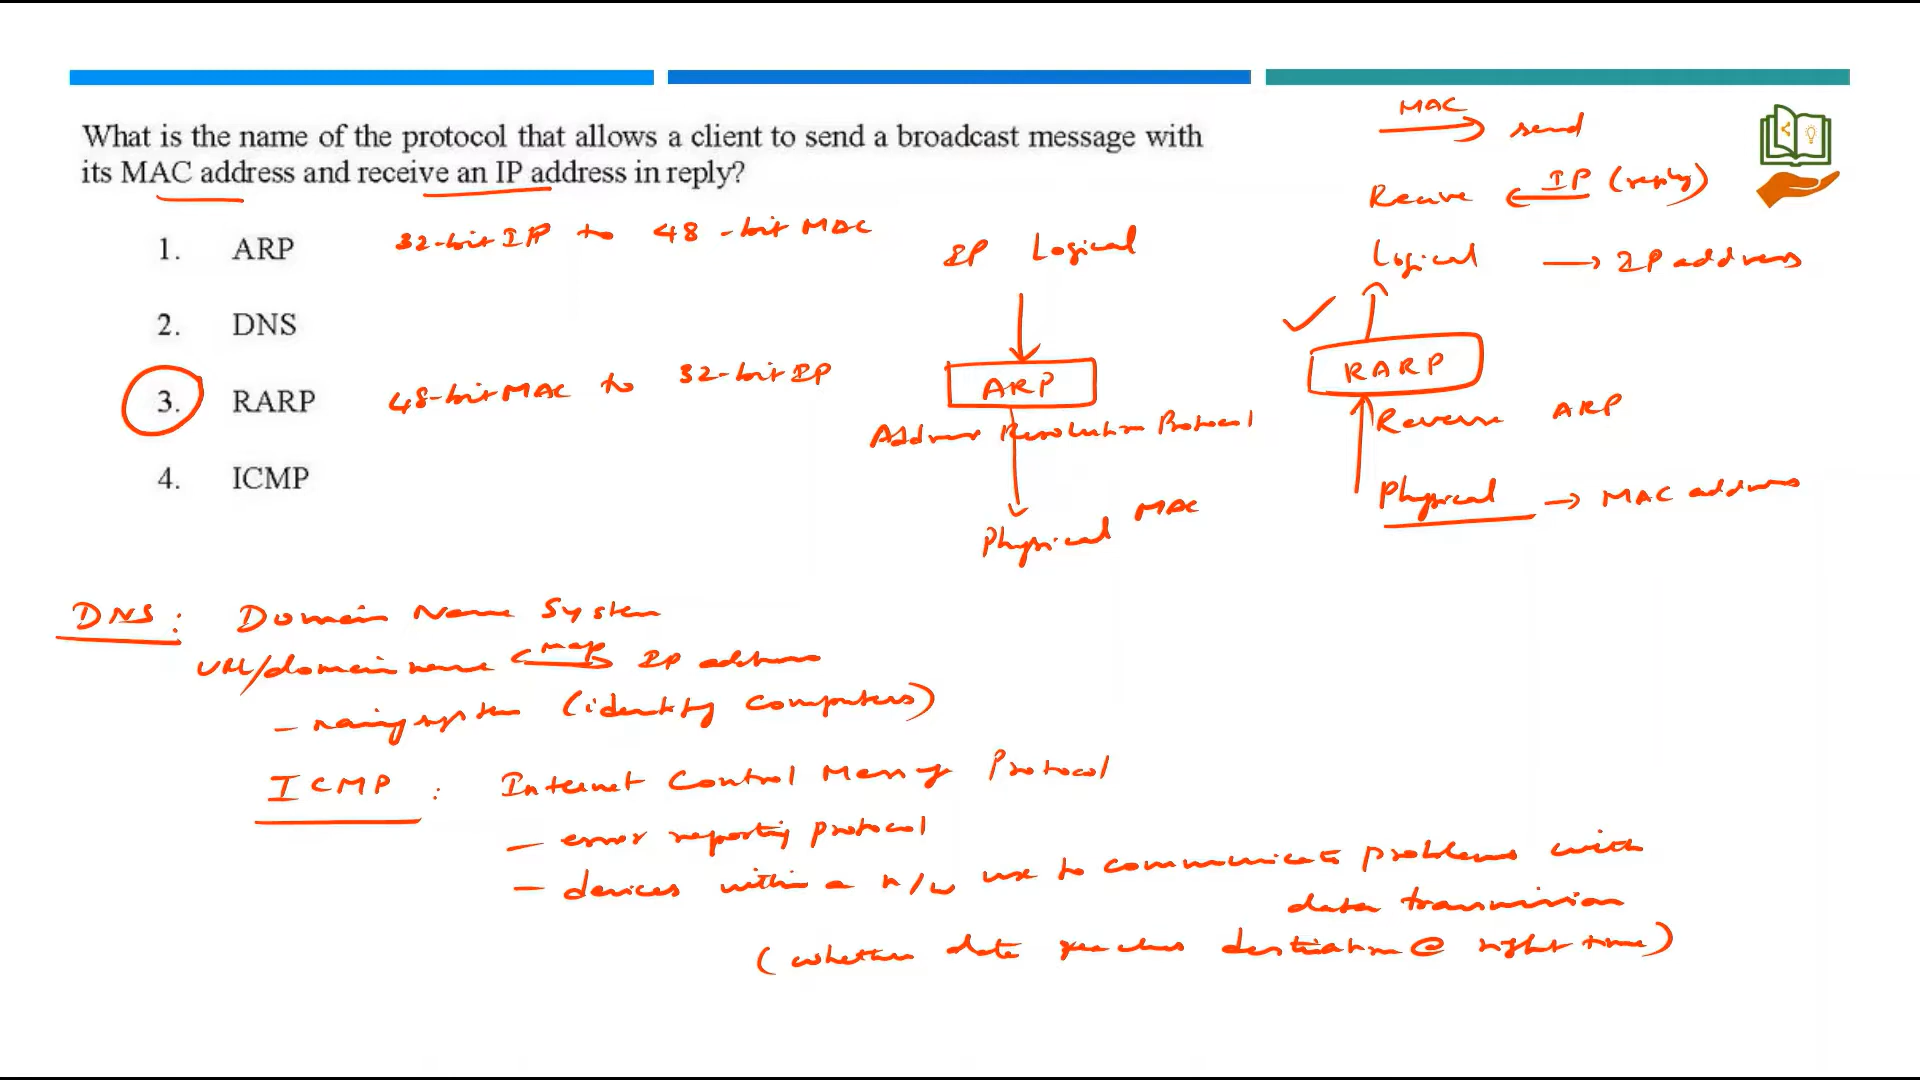 What is the name of the protocol that allows a client to send a broadcast message with
its MAC address and receive an IP address in reply?
1. ARP 32-bit IP to 48-bit MAC
2. DNS
3. RARP 48-bit MAC to 32-bit IP
4. ICMP
IP Logical
ARP
Address Resolution Protocol
Physical MAC
MAC
send
Receive IP (reply)
Logical → IP address
RARP
Reverse ARP
Physical → MAC address
DNS : Domain Name System
URL/domain name map IP address
- naming system (identify computers)
ICMP : Internet Control Message Protocol
- error reporting protocol
- devices within a n/w use to communicate problems with
data transmission
(whether data reaches destination @ right time)